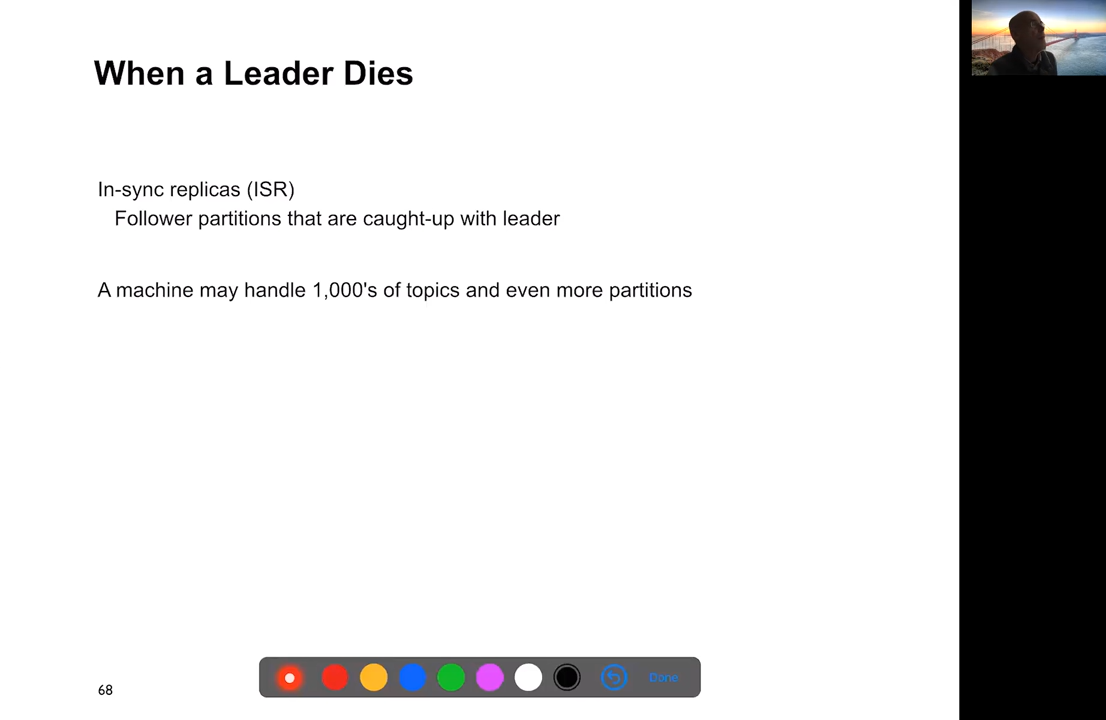 When a Leader Dies
In-sync replicas (ISR)
Follower partitions that are caught-up with leader
A machine may handle 1,000's of topics and even more partitions
68
Done